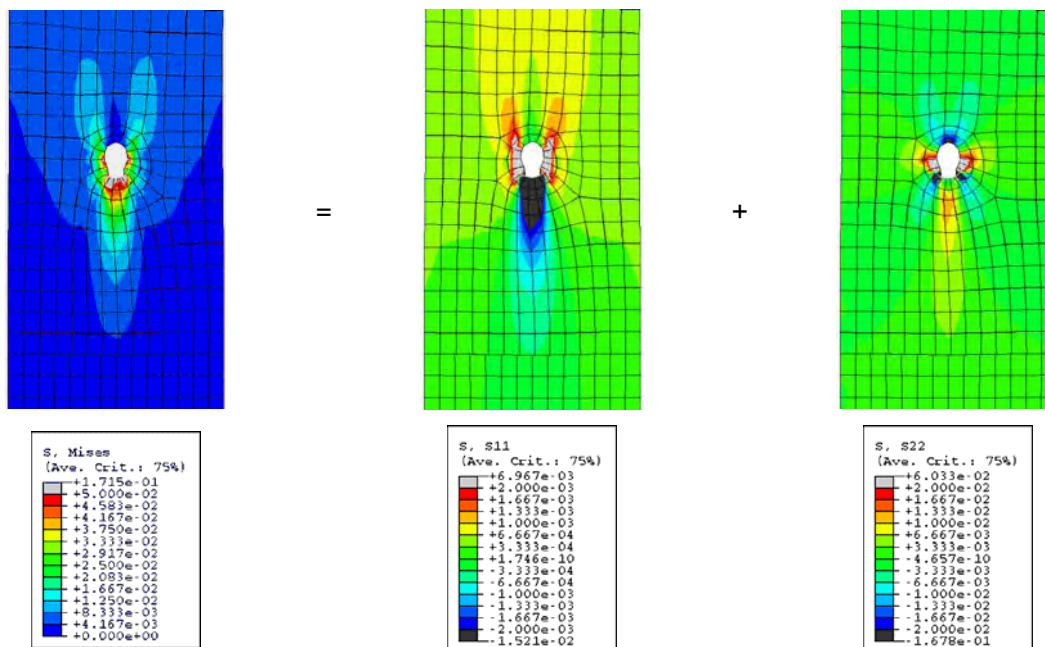 =
+
S, Mises
(Ave. Crit.: 75%)
+1.715e-01
+5.000e-02
+4.583e-02
+4.167e-02
+3.750e-02
+3.333e-02
+2.917e-02
+2.500e-02
+2.083e-02
+1.667e-02
+1.250e-02
+8.333e-03
+4.167e-03
+0.000e+00
S, S11
(Ave. Crit.: 75%)
+6.967e-03
+2.000e-03
+1.667e-03
+1.333e-03
+1.000e-03
+6.667e-04
+3.333e-04
+1.746e-10
-3.333e-04
-6.667e-04
-1.000e-03
-1.333e-03
-1.667e-03
-2.000e-03
-1.521e-02
S, S22
(Ave. Crit.: 75%)
+6.033e-02
+2.000e-02
+1.667e-02
+1.333e-02
+1.000e-02
+6.667e-03
+3.333e-03
-4.657e-10
-3.333e-03
-6.667e-03
-1.000e-02
-1.333e-02
-1.667e-02
-2.000e-02
-1.678e-01